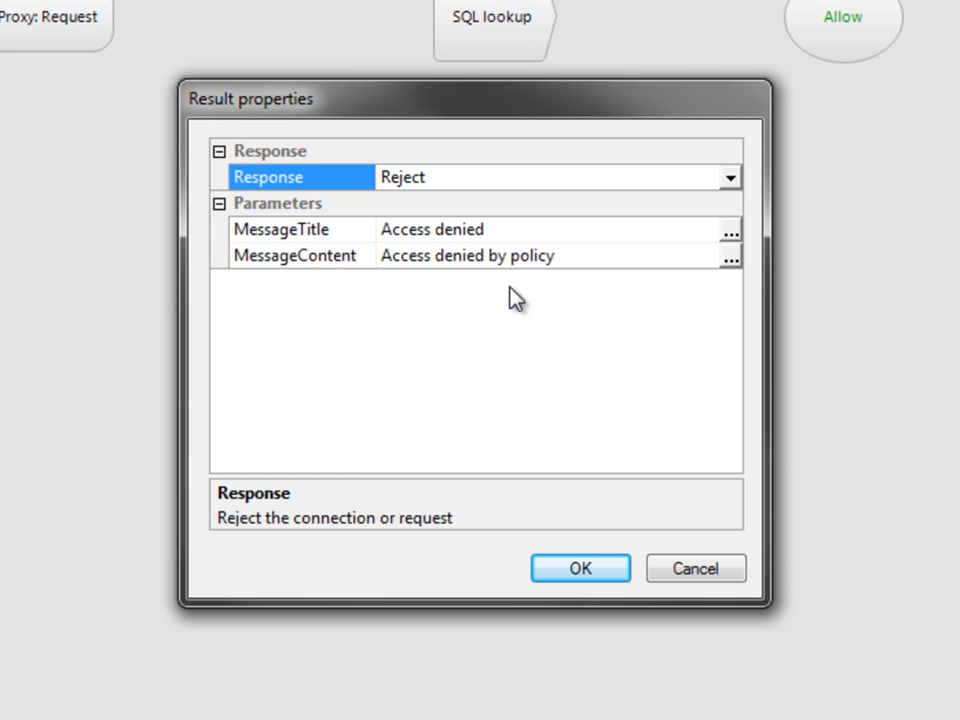 Proxy: Request
SQL lookup
Allow
Result properties
Response
Response Reject
Parameters
MessageTitle Access denied
MessageContent Access denied by policy
Response
Reject the connection or request
OK Cancel